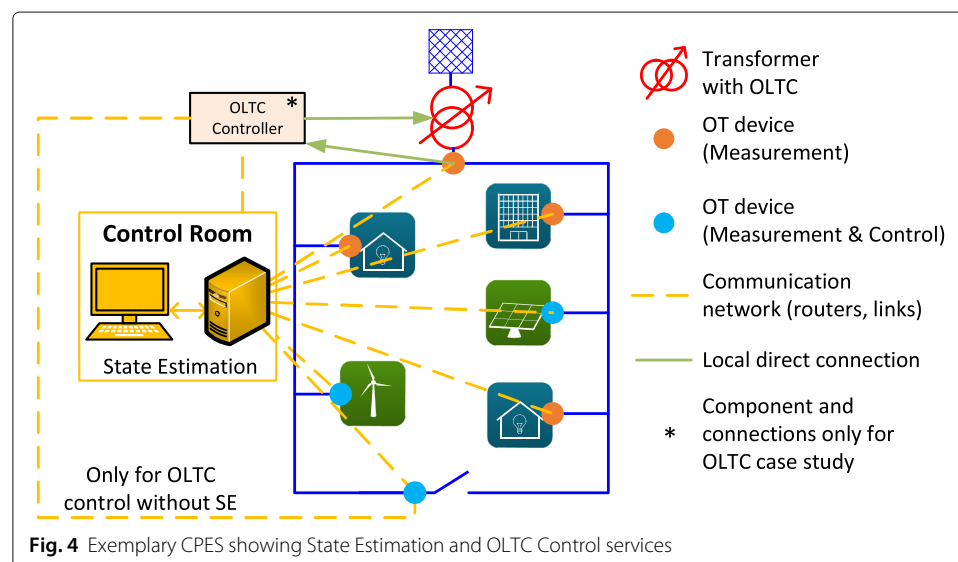 OLTC *
Controller
Control Room
State Estimation
Only for OLTC
control without SE
Transformer
with OLTC
OT device
(Measurement)
OT device
(Measurement & Control)
Communication
network (routers, links)
Local direct connection
* Component and
connections only for
OLTC case study
Fig. 4 Exemplary CPES showing State Estimation and OLTC Control services